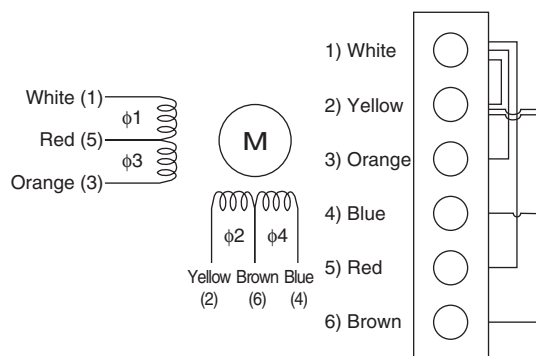 White (1)
ϕ1
Red (5)
ϕ3
Orange (3)
M
ϕ2
ϕ4
Yellow Brown Blue
(2) (6) (4)
1) White
2) Yellow
3) Orange
4) Blue
5) Red
6) Brown